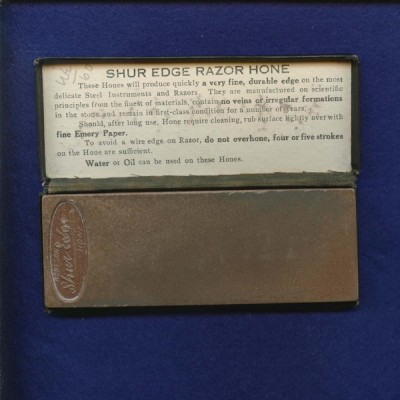 SHUR EDGE RAZOR HONE
These Hones will produce quickly a very fine, durable edge on the most
delicate Steel Instruments and Razors. They are manufactured on scientific
principles from the finest of materials, contain no veins or irregular formations
in the stone and remain in first-class condition for a number of years.
Should, after long use, Hone require cleaning, rub surface lightly over with
fine Emery Paper.
To avoid a wire edge on Razor, do not overhone, four or five strokes
on the Hone are sufficient.
Water or Oil can be used on these Hones.
Shur Edge